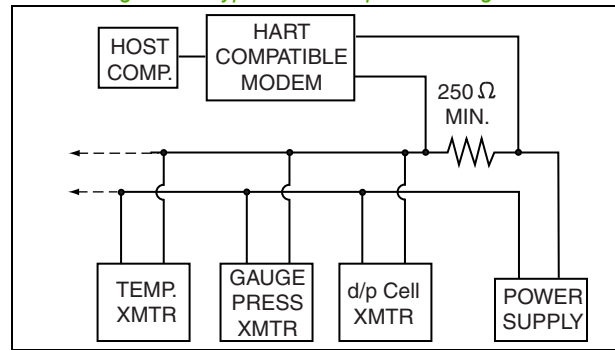 HOST
COMP.
HART
COMPATIBLE
MODEM
250 Ω
MIN.
TEMP.
XMTR
GAUGE
PRESS
XMTR
d/p Cell
XMTR
POWER
SUPPLY